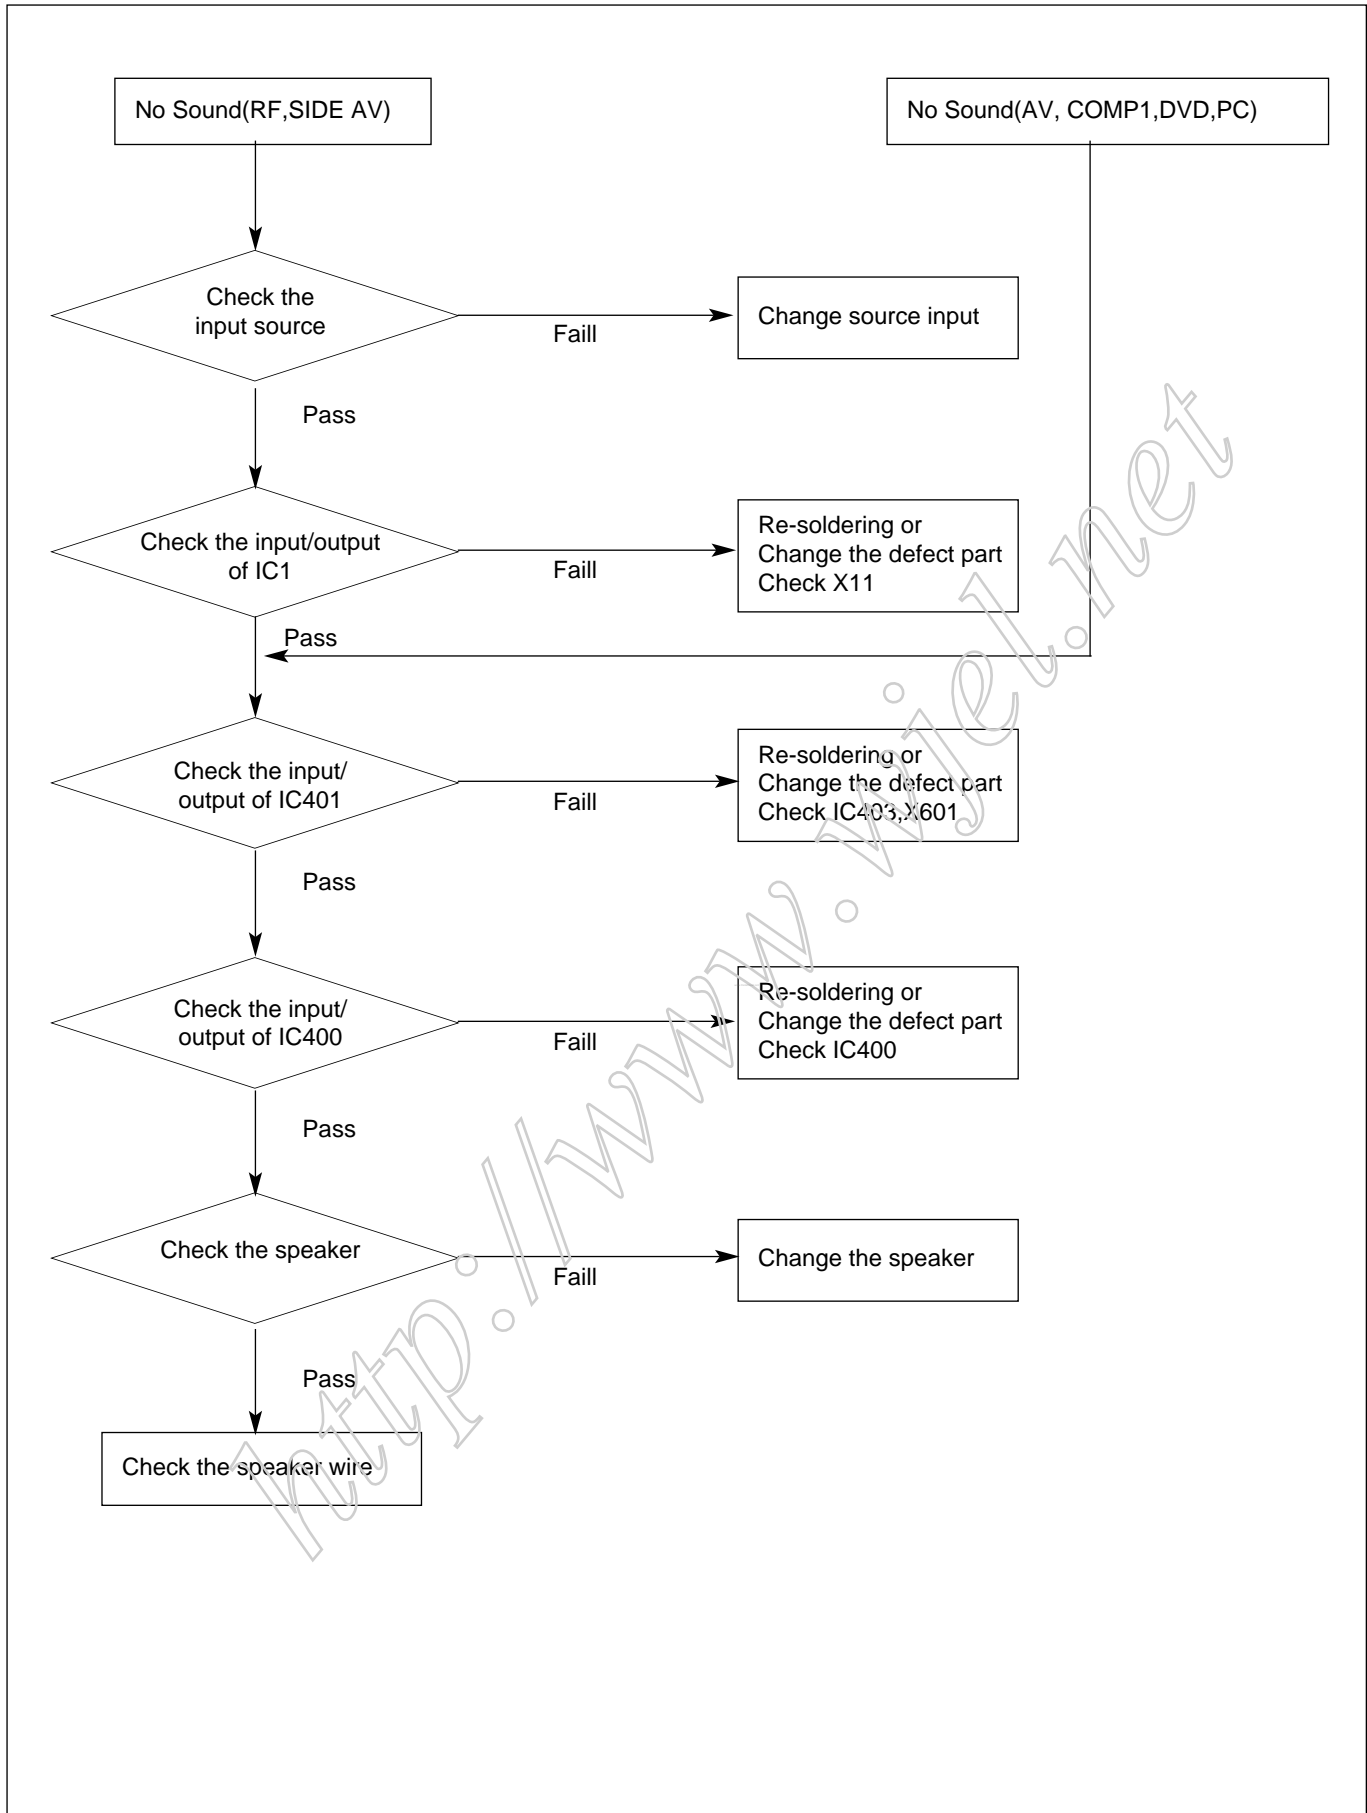 No Sound(RF,SIDE AV)
No Sound(AV, COMP1,DVD,PC)
Check the
input source
Faill
Change source input
Pass
Check the input/output
of IC1
Faill
Re-soldering or
Change the defect part
Check X11
Pass
Check the input/
output of IC401
Faill
Re-soldering or
Change the defect part
Check IC403,X601
Pass
Check the input/
output of IC400
Faill
Re-soldering or
Change the defect part
Check IC400
Pass
Check the speaker
Faill
Change the speaker
Pass
Check the speaker wire
http://www.wjel.net